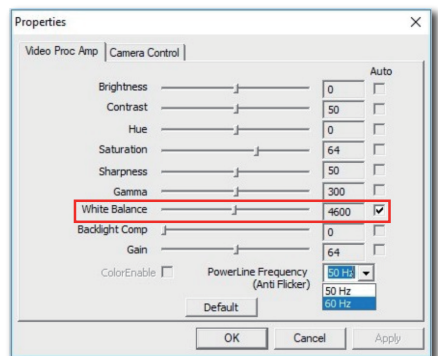 Properties
Video Proc Amp Camera Control
Auto
Brightness 0
Contrast 50
Hue 0
Saturation 64
Sharpness 50
Gamma 300
White Balance 4600
Backlight Comp 0
Gain 64
ColorEnable PowerLine Frequency 50 Hz
(Anti Flicker) 50 Hz
60 Hz
Default
OK Cancel Apply